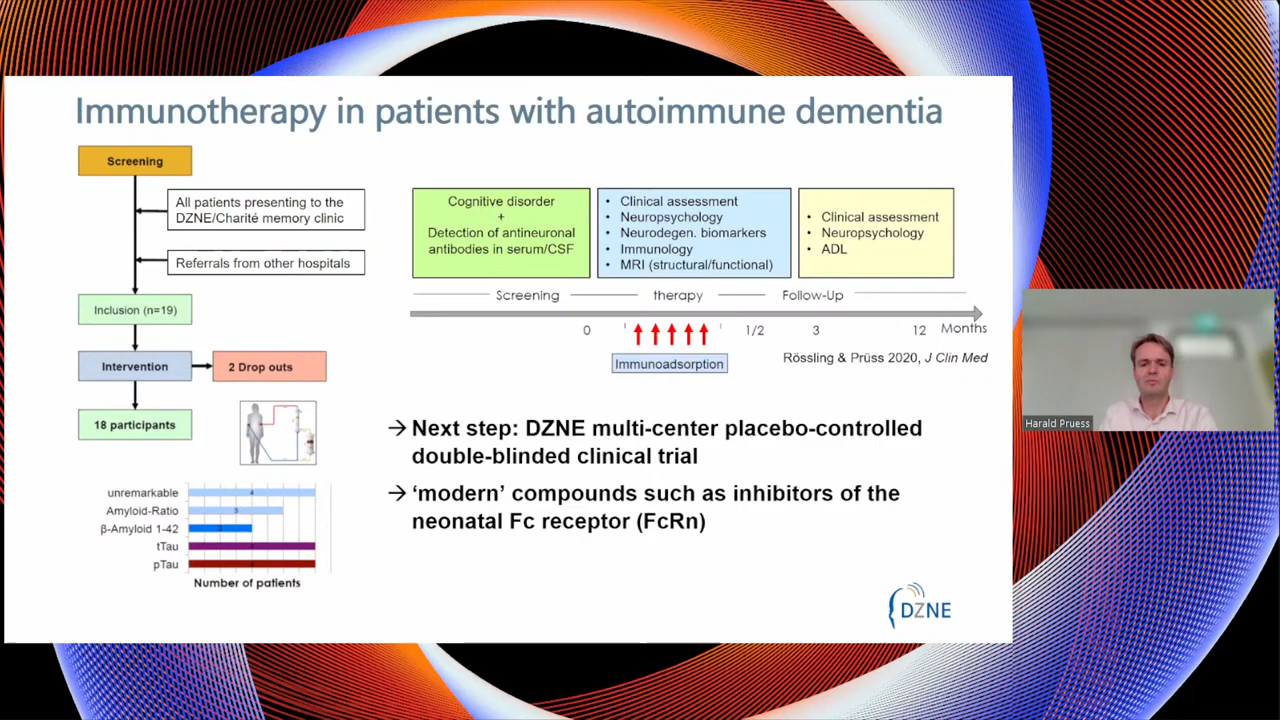 Immunotherapy in patients with autoimmune dementia
Screening
All patients presenting to the
DZNE/Charité memory clinic
Referrals from other hospitals
Inclusion (n=19)
Intervention
2 Drop outs
18 participants
unremarkable
4
Amyloid-Ratio
3
β-Amyloid 1-42
tTau
pTau
Number of patients
Cognitive disorder
+
Detection of antineuronal
antibodies in serum/CSF
• Clinical assessment
• Neuropsychology
• Neurodegen. biomarkers
• Immunology
• MRI (structural/functional)
• Clinical assessment
• Neuropsychology
• ADL
Screening
therapy
Follow-Up
0
1/2
3
12
Months
Immunoadsorption
Rössling & Prüss 2020, J Clin Med
→ Next step: DZNE multi-center placebo-controlled
double-blinded clinical trial
→ ‘modern’ compounds such as inhibitors of the
neonatal Fc receptor (FcRn)
DZNE
Harald Pruess